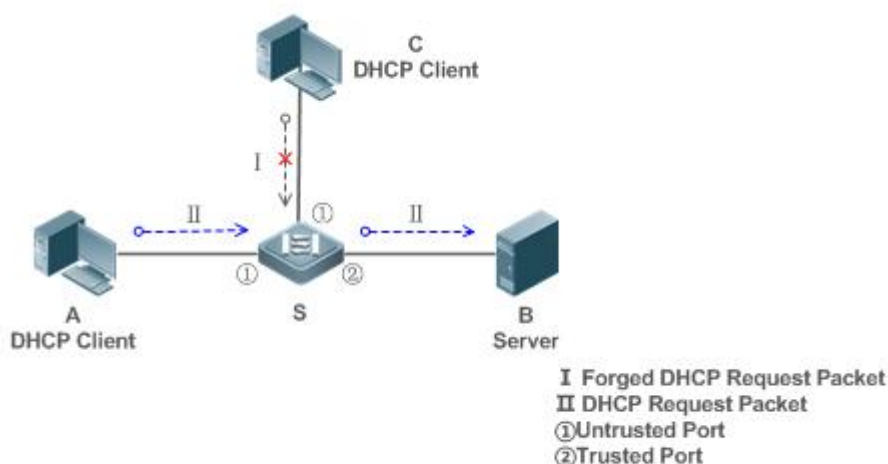 C
DHCP Client
Ⅰ
①
Ⅱ
Ⅱ
①
②
A
DHCP Client
S
B
Server
Ⅰ Forged DHCP Request Packet
Ⅱ DHCP Request Packet
①Untrusted Port
②Trusted Port